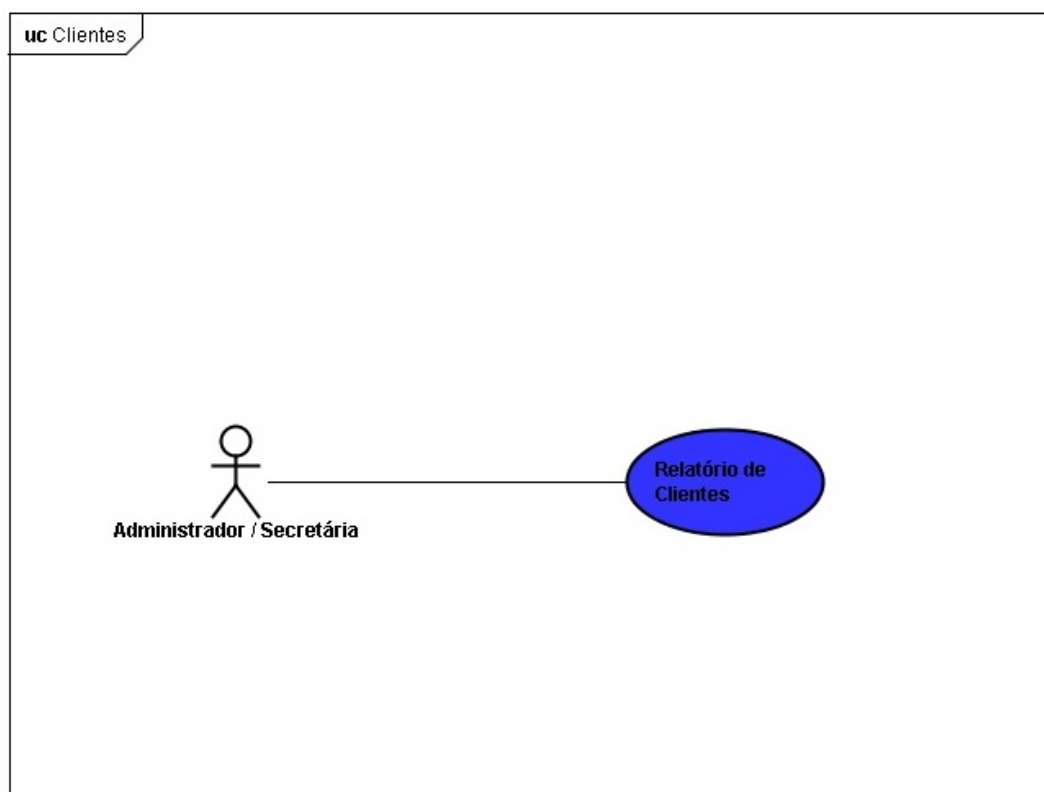 uc Clientes
Relatório de
Clientes
Administrador / Secretária